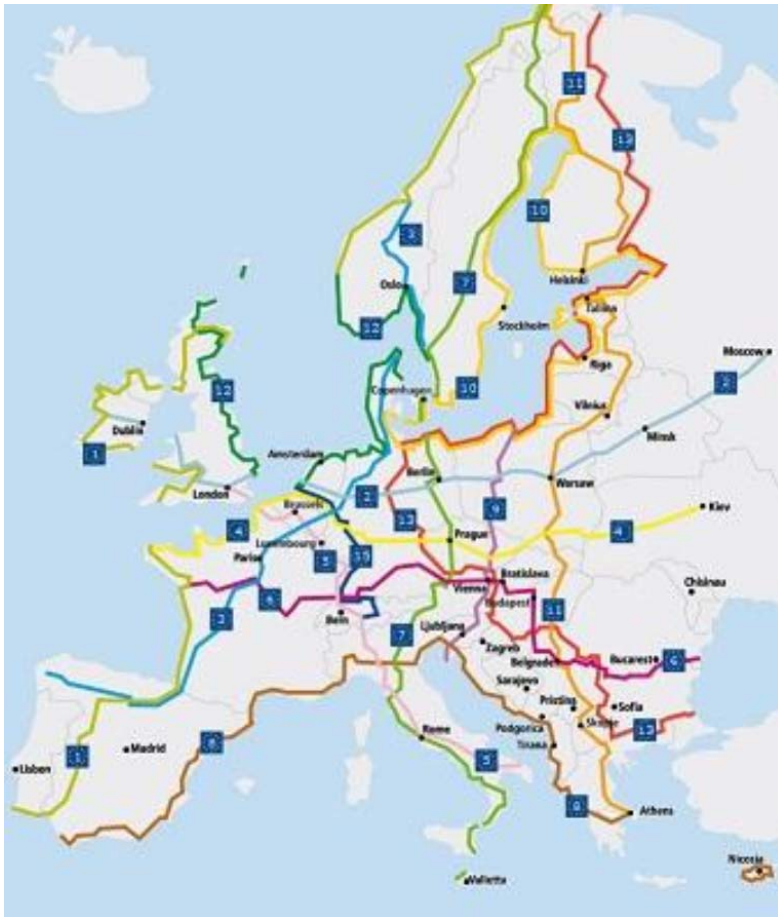 11
13
10
3
Oslo
7
Helsinki
12
Tallinn
Stockholm
Riga
Moscow
Copenhagen
10
2
12
Vilnius
Minsk
Dublin
1
Amsterdam
London
Berlin
Warsaw
2
Brussels
13
9
Kiev
4
4
Prague
Luxembourg
Paris
5
15
Bratislava
Vienna
Chisinau
6
Budapest
11
3
Bern
7
Ljubljana
Zagreb
Belgrade
Bucarest
6
Sarajevo
Pristina
Sofia
Podgorica
Skopje
13
Tirana
Rome
8
1
Madrid
Lisbon
5
8
Athens
Nicosia
Valletta